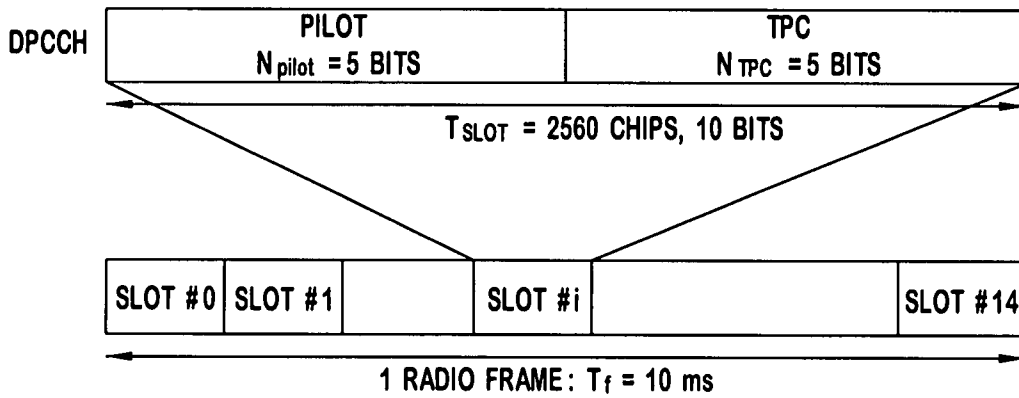 DPCCH
PILOT
N pilot = 5 BITS
TPC
N TPC = 5 BITS
T SLOT = 2560 CHIPS, 10 BITS
SLOT #0
SLOT #1
SLOT #i
SLOT #14
1 RADIO FRAME: Tf = 10 ms